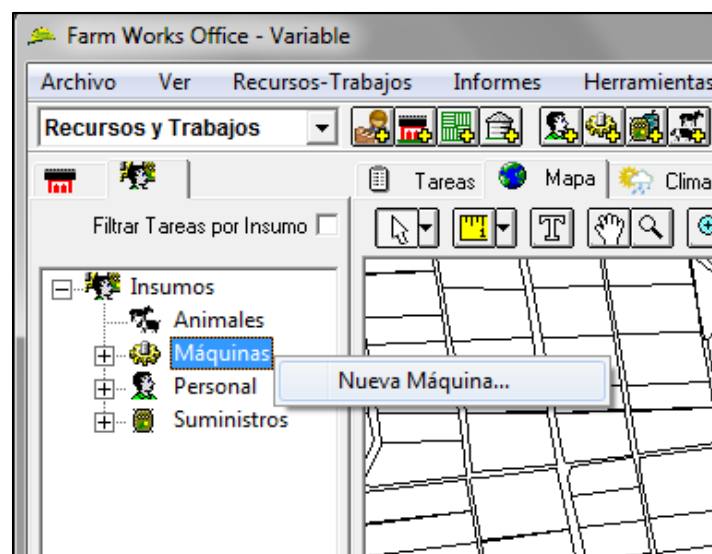 Farm Works Office - Variable
Archivo Ver Recursos-Trabajos Informes Herramientas
Recursos y Trabajos
Tareas Mapa Clima
Filtrar Tareas por Insumo
T
Insumos
Animales
Máquinas
Nueva Máquina...
Personal
Suministros